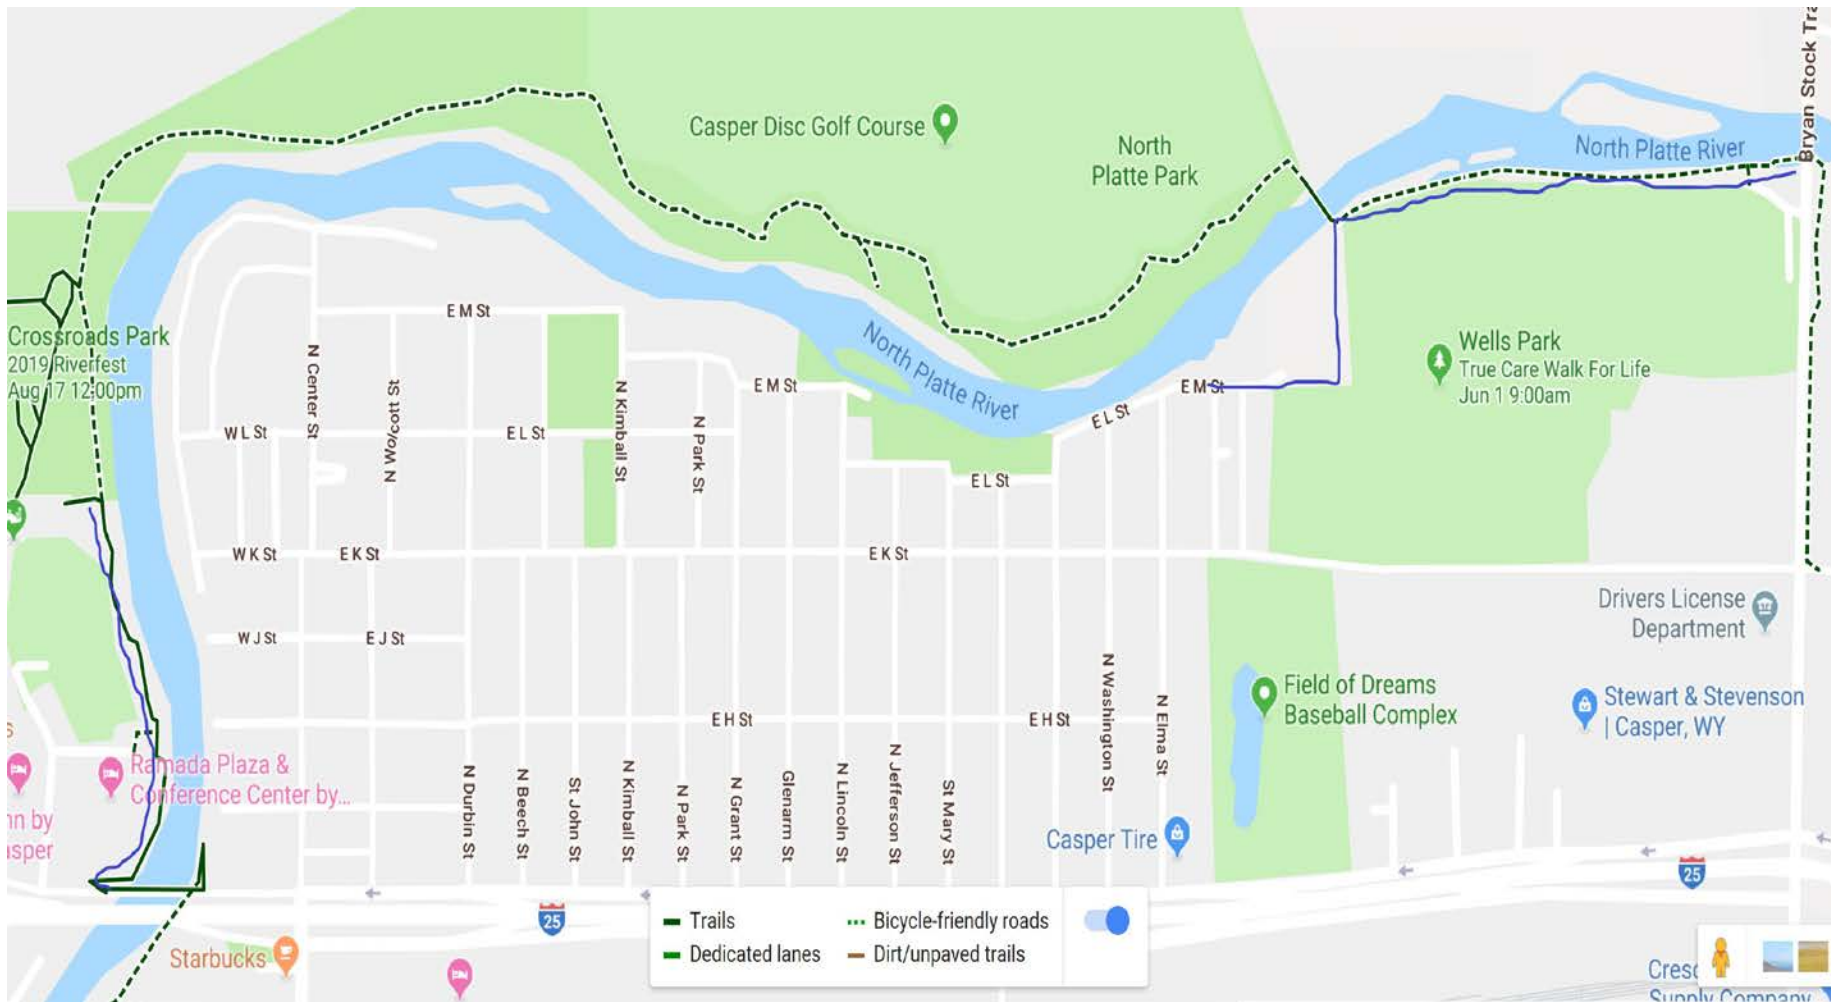 Bryan Stock Tra
Casper Disc Golf Course
North
Platte Park
North Platte River
E M St
Crossroads Park
2019 Riverfest
Aug 17 12:00pm
N Center St
N Wolcott St
N Kimball St
E M St
North Platte River
E M St
Wells Park
True Care Walk For Life
Jun 1 9:00am
W L St
E L St
N Park St
E L St
E L St
W K St
E K St
E K St
Drivers License
Department
W J St
E J St
N Washington St
N Elma St
Field of Dreams
Baseball Complex
Stewart & Stevenson
| Casper, WY
E H St
E H St
s
Ramada Plaza &
Conference Center by...
nn by
asper
N Durbin St
N Beech St
St John St
N Kimball St
N Park St
N Grant St
Glenarm St
N Lincoln St
N Jefferson St
St Mary St
Casper Tire
25
25
Trails
Bicycle-friendly roads
Dedicated lanes
Dirt/unpaved trails
Starbucks
Cresc
Supply Company